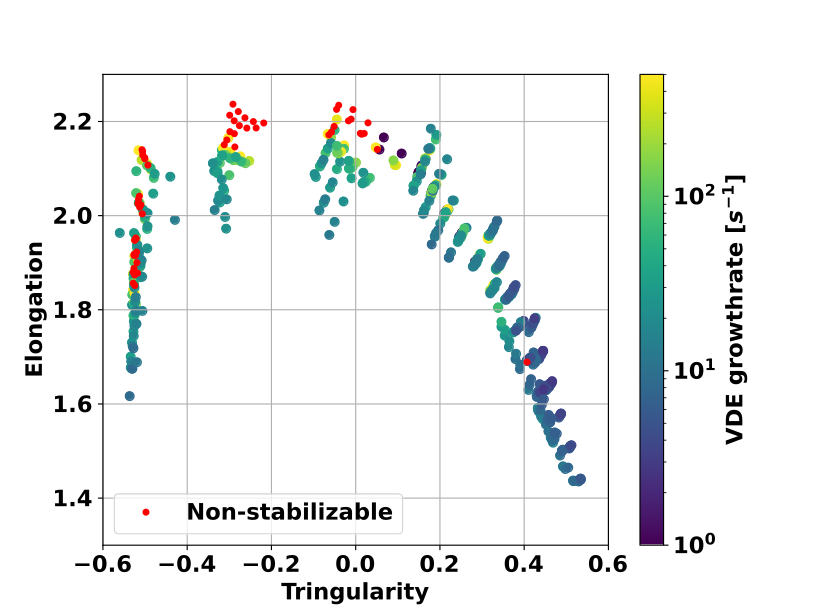 2.2
2.0
1.8
1.6
1.4
Elongation
−0.6 −0.4 −0.2 0.0 0.2 0.4 0.6
Tringularity
Non-stabilizable
10²
10¹
10⁰
VDE growthrate [s⁻¹]